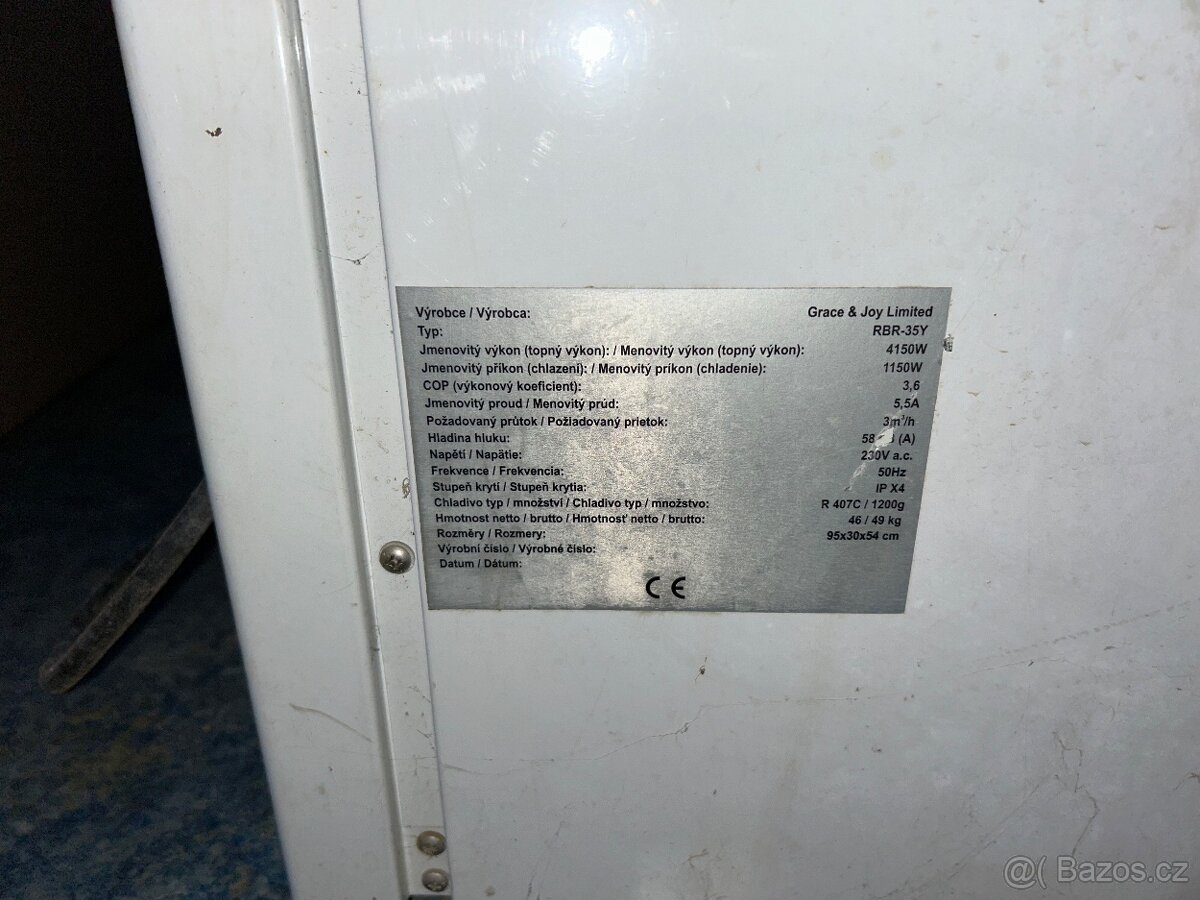 Výrobce / Výrobca: Grace & Joy Limited
Typ: RBR-35Y
Jmenovitý výkon (topný výkon): / Menovitý výkon (topný výkon): 4150W
Jmenovitý příkon (chlazení): / Menovitý príkon (chladenie): 1150W
COP (výkonový koeficient): 3,6
Jmenovitý proud / Menovitý prúd: 5,5A
Požadovaný průtok / Požiadovaný prietok: 3m³/h
Hladina hluku: 58 (A)
Napětí / Napätie: 230V a.c.
Frekvence / Frekvencia: 50Hz
Stupeň krytí / Stupeň krytia: IP X4
Chladivo typ / množství / Chladivo typ / množstvo: R 407C / 1200g
Hmotnost netto / brutto / Hmotnosť netto / brutto: 46 / 49 kg
Rozměry / Rozmery: 95x30x54 cm
Výrobní číslo / Výrobné číslo:
Datum / Dátum:
CE
@( Bazos.cz